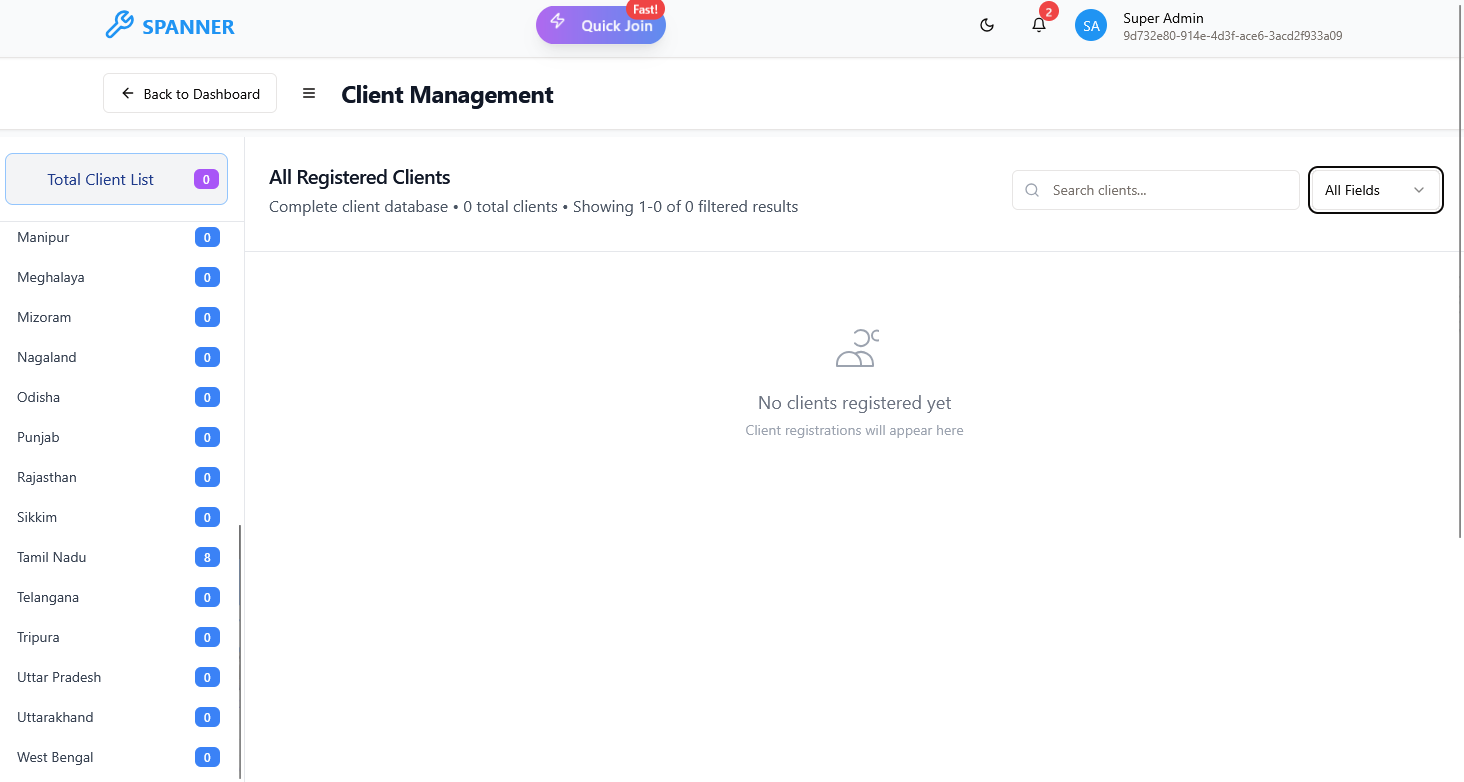 SPANNER
Quick Join
Fast!
2
SA
Super Admin
9d732e80-914e-4d3f-ace6-3acd2f933a09
Back to Dashboard
Client Management
Total Client List 0
Manipur 0
Meghalaya 0
Mizoram 0
Nagaland 0
Odisha 0
Punjab 0
Rajasthan 0
Sikkim 0
Tamil Nadu 8
Telangana 0
Tripura 0
Uttar Pradesh 0
Uttarakhand 0
West Bengal 0
All Registered Clients
Complete client database • 0 total clients • Showing 1-0 of 0 filtered results
Search clients...
All Fields
No clients registered yet
Client registrations will appear here